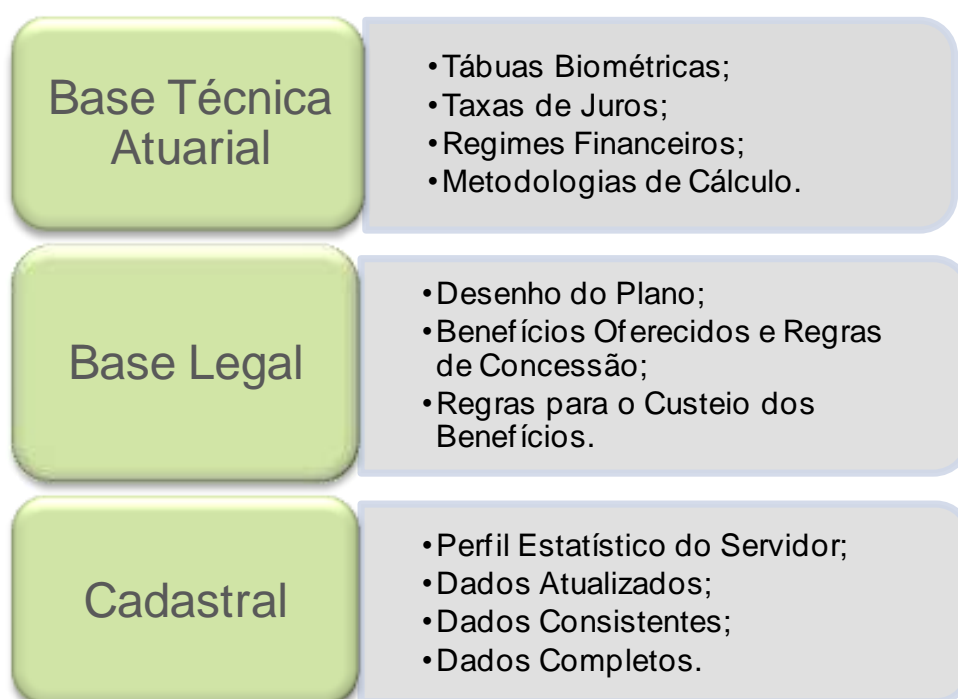 Base Técnica
Atuarial
•Tábuas Biométricas;
•Taxas de Juros;
•Regimes Financeiros;
•Metodologias de Cálculo.
Base Legal
•Desenho do Plano;
•Benefícios Oferecidos e Regras
de Concessão;
•Regras para o Custeio dos
Benefícios.
Cadastral
•Perfil Estatístico do Servidor;
•Dados Atualizados;
•Dados Consistentes;
•Dados Completos.